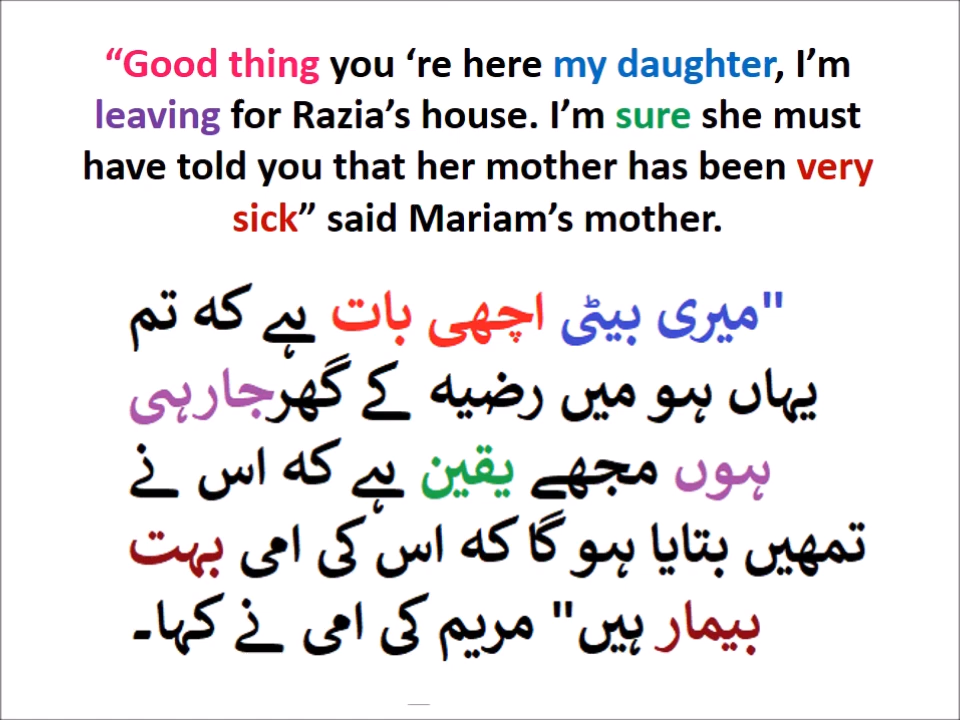 “Good thing you ‘re here my daughter, I’m
leaving for Razia’s house. I’m sure she must
have told you that her mother has been very
sick” said Mariam’s mother.
"میری بیٹی اچھی بات ہے کہ تم
یہاں ہو میں رضیہ کے گھرجارہی
ہوں مجھے یقین ہے کہ اس نے
تمھیں بتایا ہو گا کہ اس کی امی بہت
بیمار ہیں" مریم کی امی نے کہا۔